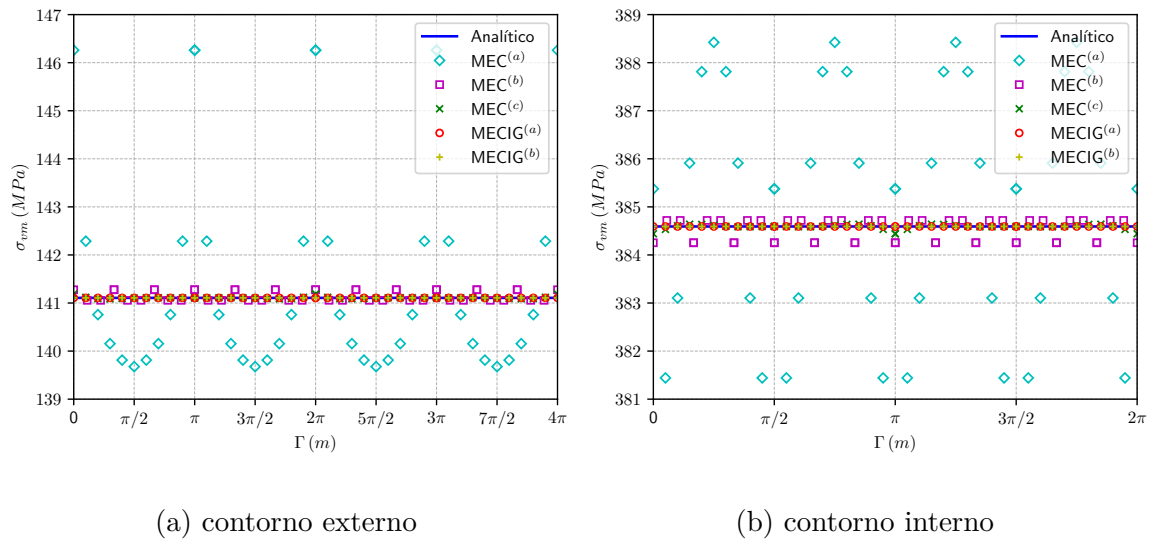 147
146
145
144
143
142
141
140
139
σvm (MPa)
0
π/2
π
3π/2
2π
5π/2
3π
7π/2
4π
Γ (m)
Analítico
MEC(a)
MEC(b)
MEC(c)
MECIG(a)
MECIG(b)
(a) contorno externo
389
388
387
386
385
384
383
382
381
σvm (MPa)
0
π/2
π
3π/2
2π
Γ (m)
Analítico
MEC(a)
MEC(b)
MEC(c)
MECIG(a)
MECIG(b)
(b) contorno interno